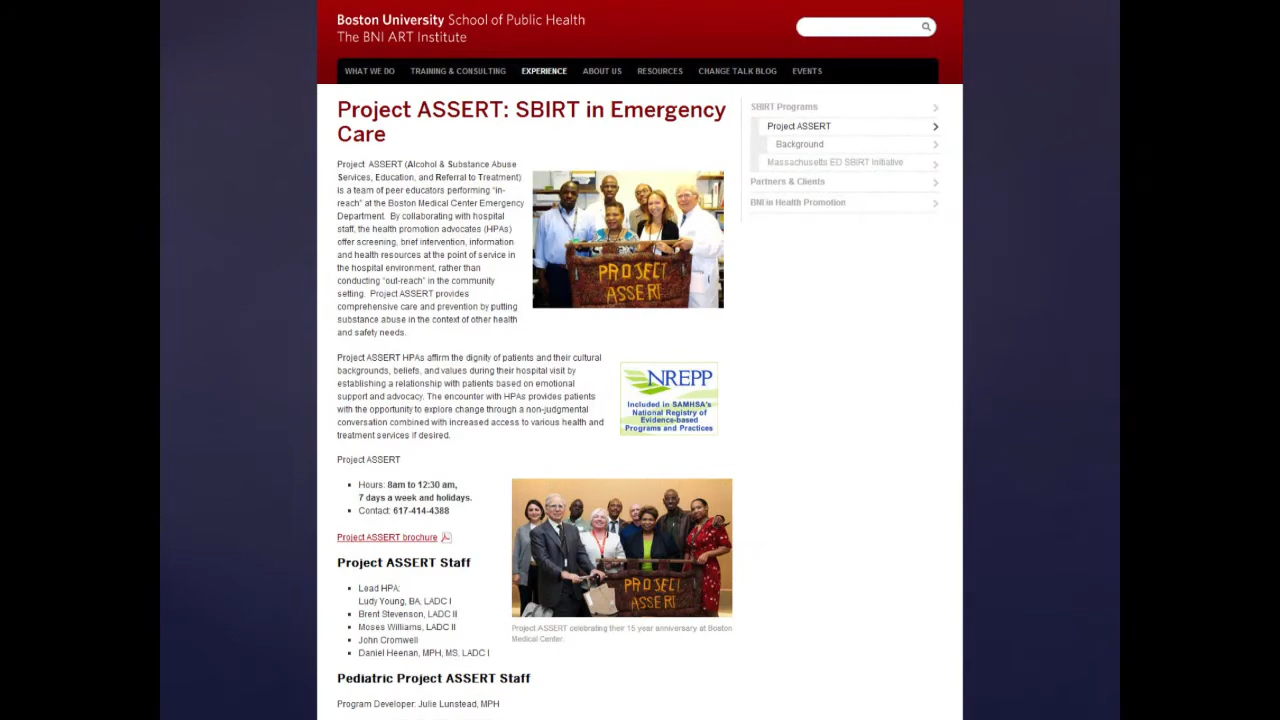 Boston University School of Public Health
The BNI ART Institute
WHAT WE DO TRAINING & CONSULTING EXPERIENCE ABOUT US RESOURCES CHANGE TALK BLOG EVENTS
Project ASSERT: SBIRT in Emergency
Care
Project ASSERT (Alcohol & Substance Abuse
Services, Education, and Referral to Treatment)
is a team of peer educators performing “in-
reach” at the Boston Medical Center Emergency
Department. By collaborating with hospital
staff, the health promotion advocates (HPAs)
offer screening, brief intervention, information
and health resources at the point of service in
the hospital environment, rather than
conducting “out-reach” in the community
setting. Project ASSERT provides
comprehensive care and prevention by putting
substance abuse in the context of other health
and safety needs.
PROJECT
ASSERT
Project ASSERT HPAs affirm the dignity of patients and their cultural
backgrounds, beliefs, and values during their hospital visit by
establishing a relationship with patients based on emotional
support and advocacy. The encounter with HPAs provides patients
with the opportunity to explore change through a non-judgmental
conversation combined with increased access to various health and
treatment services if desired.
NREPP
Included in SAMHSA's
National Registry of
Evidence-based
Programs and Practices
Project ASSERT
Hours: 8am to 12:30 am,
7 days a week and holidays.
Contact: 617-414-4388
Project ASSERT brochure
PROJECT
ASSERT
Project ASSERT celebrating their 15 year anniversary at Boston
Medical Center.
Project ASSERT Staff
Lead HPA:
Ludy Young, BA, LADC I
Brent Stevenson, LADC II
Moses Williams, LADC II
John Cromwell
Daniel Heenan, MPH, MS, LADC I
Pediatric Project ASSERT Staff
Program Developer: Julie Lunstead, MPH
SBIRT Programs
Project ASSERT
Background
Massachusetts ED SBIRT Initiative
Partners & Clients
BNI in Health Promotion